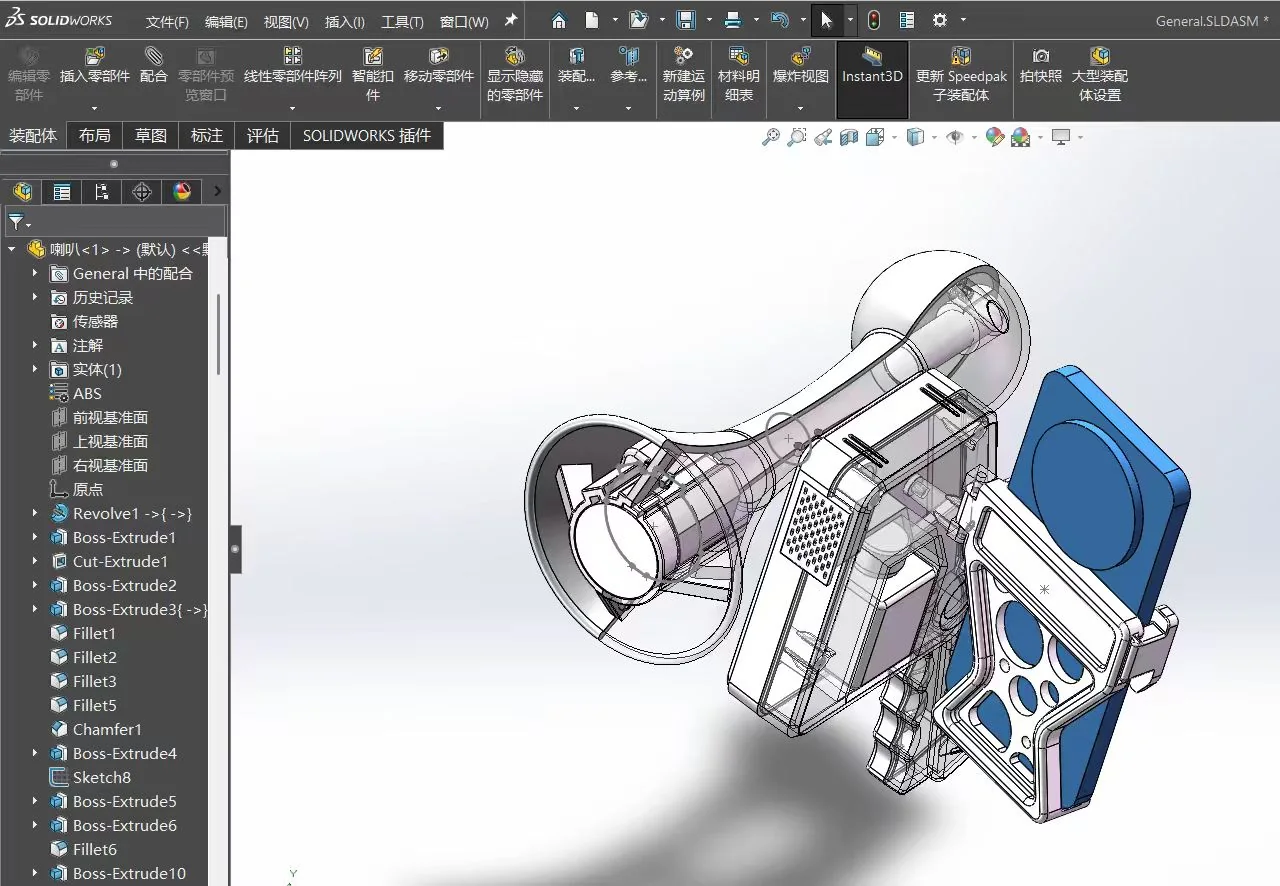 SOLIDWORKS 文件(F) 编辑(E) 视图(V) 插入(I) 工具(T) 窗口(W) General.SLDASM *
编辑零部件 插入零部件 配合 零部件预览窗口 线性零部件阵列 智能扣件 移动零部件 显示隐藏的零部件 装配... 参考... 新建运动算例 材料明细表 爆炸视图 Instant3D 更新 Speedpak 子装配体 拍快照 大型装配体设置
装配体 布局 草图 标注 评估 SOLIDWORKS 插件
喇叭<1> -> (默认) <<
General 中的配合
历史记录
传感器
注解
实体(1)
ABS
前视基准面
上视基准面
右视基准面
原点
Revolve1 ->{ ->}
Boss-Extrude1
Cut-Extrude1
Boss-Extrude2
Boss-Extrude3{ ->}
Fillet1
Fillet2
Fillet3
Fillet5
Chamfer1
Boss-Extrude4
Sketch8
Boss-Extrude5
Boss-Extrude6
Fillet6
Boss-Extrude10
Y